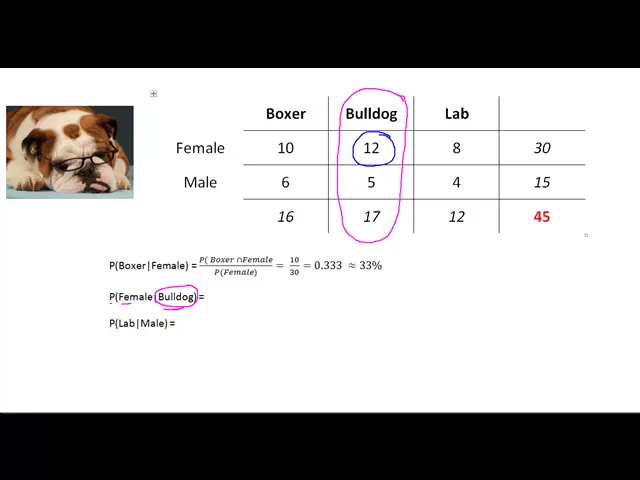 Boxer Bulldog Lab
Female 10 12 8 30
Male 6 5 4 15
16 17 12 45
P(Boxer|Female) = P( Boxer ∩Female / P(Female) = 10/30 = 0.333 ≈ 33%
P(Female Bulldog) =
P(Lab|Male) =